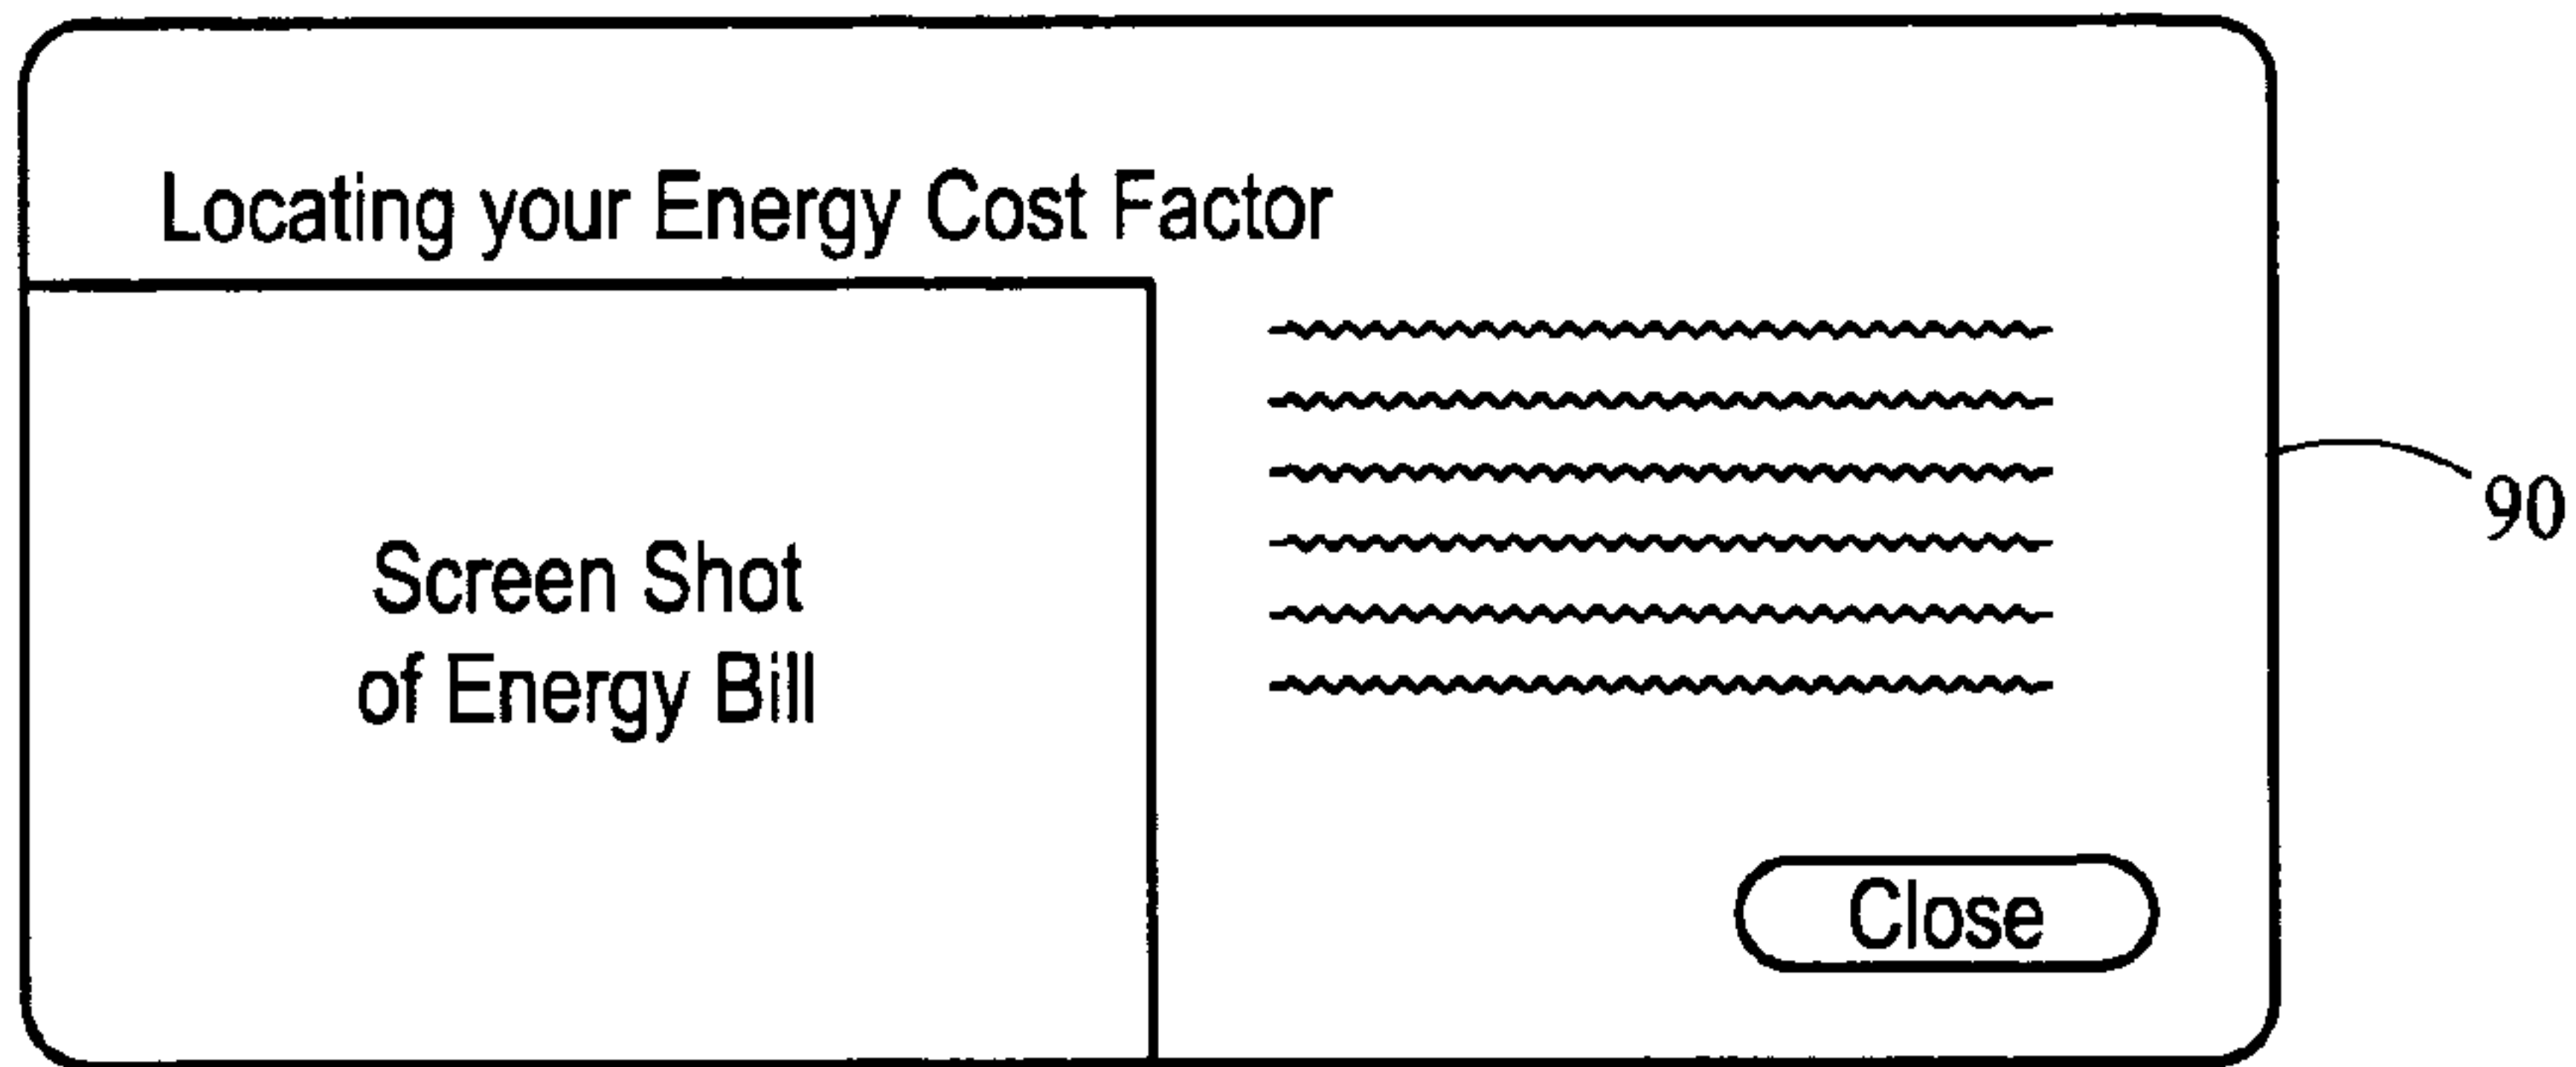 Locating your Energy Cost Factor
Screen Shot
of Energy Bill
90
Close